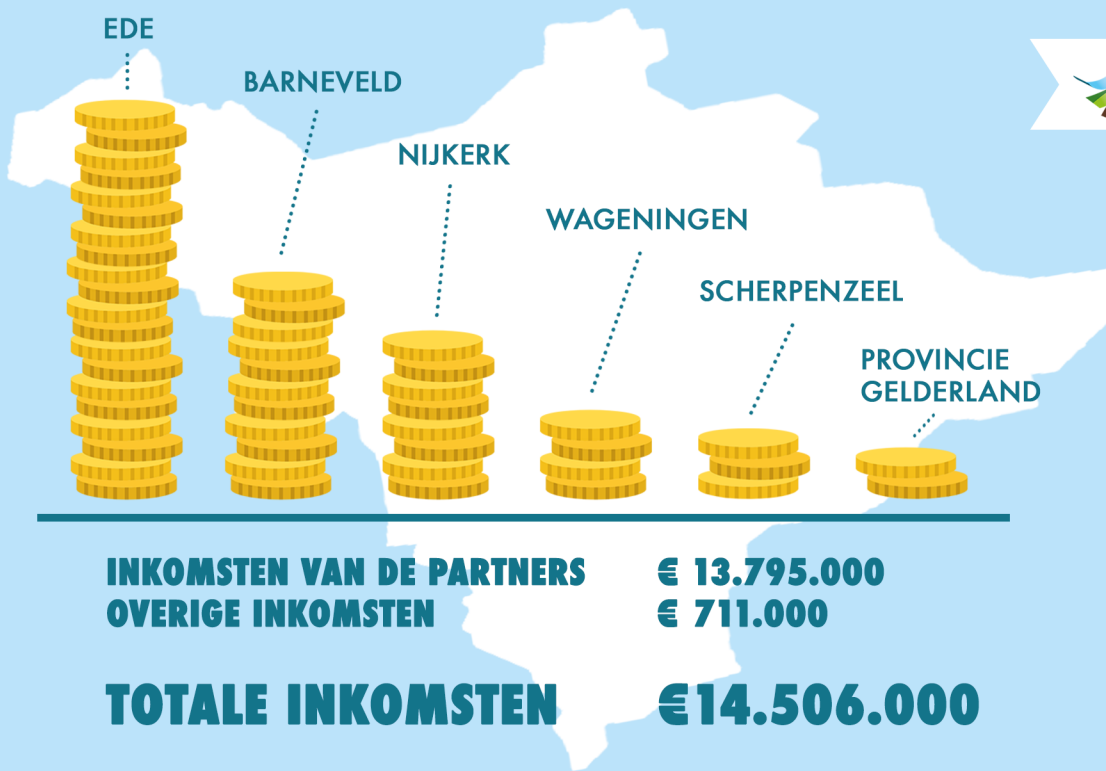 EDE
BARNEVELD
NIJKERK
WAGENINGEN
SCHERPENZEEL
PROVINCIE
GELDERLAND
INKOMSTEN VAN DE PARTNERS € 13.795.000
OVERIGE INKOMSTEN € 711.000
TOTALE INKOMSTEN €14.506.000